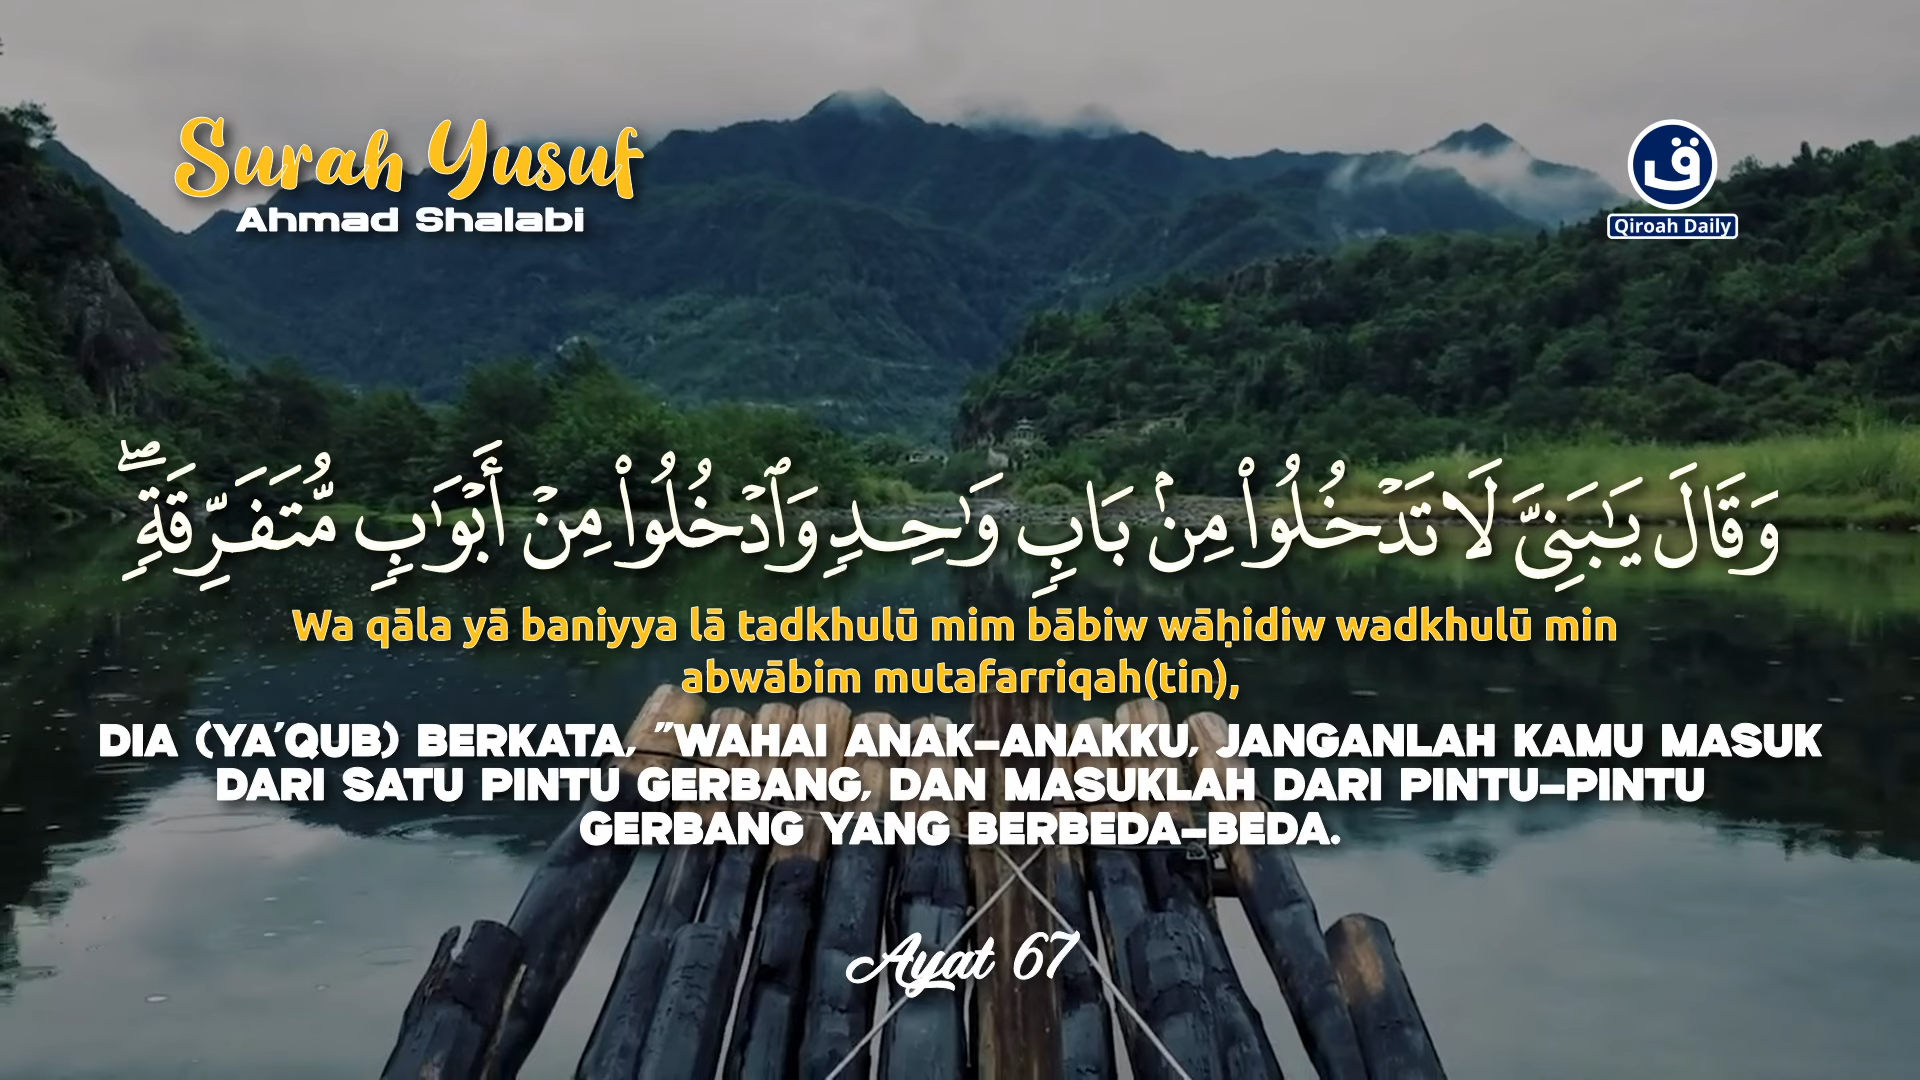 Surah Yusuf
Ahmad Shalabi
ق
Qiroah Daily
وَقَالَ يَـٰبَنِىَّ لَا تَدْخُلُوا۟ مِنۢ بَابٍ وَٰحِدٍ وَٱدْخُلُوا۟ مِنْ أَبْوَٰبٍ مُّتَفَرِّقَةٍ ۖ
Wa qāla yā baniyya lā tadkhulū mim bābiw wāḥidiw wadkhulū min
abwābim mutafarriqah(tin),
DIA (YA'QUB) BERKATA, "WAHAI ANAK-ANAKKU, JANGANLAH KAMU MASUK
DARI SATU PINTU GERBANG, DAN MASUKLAH DARI PINTU-PINTU
GERBANG YANG BERBEDA-BEDA.
Ayat 67